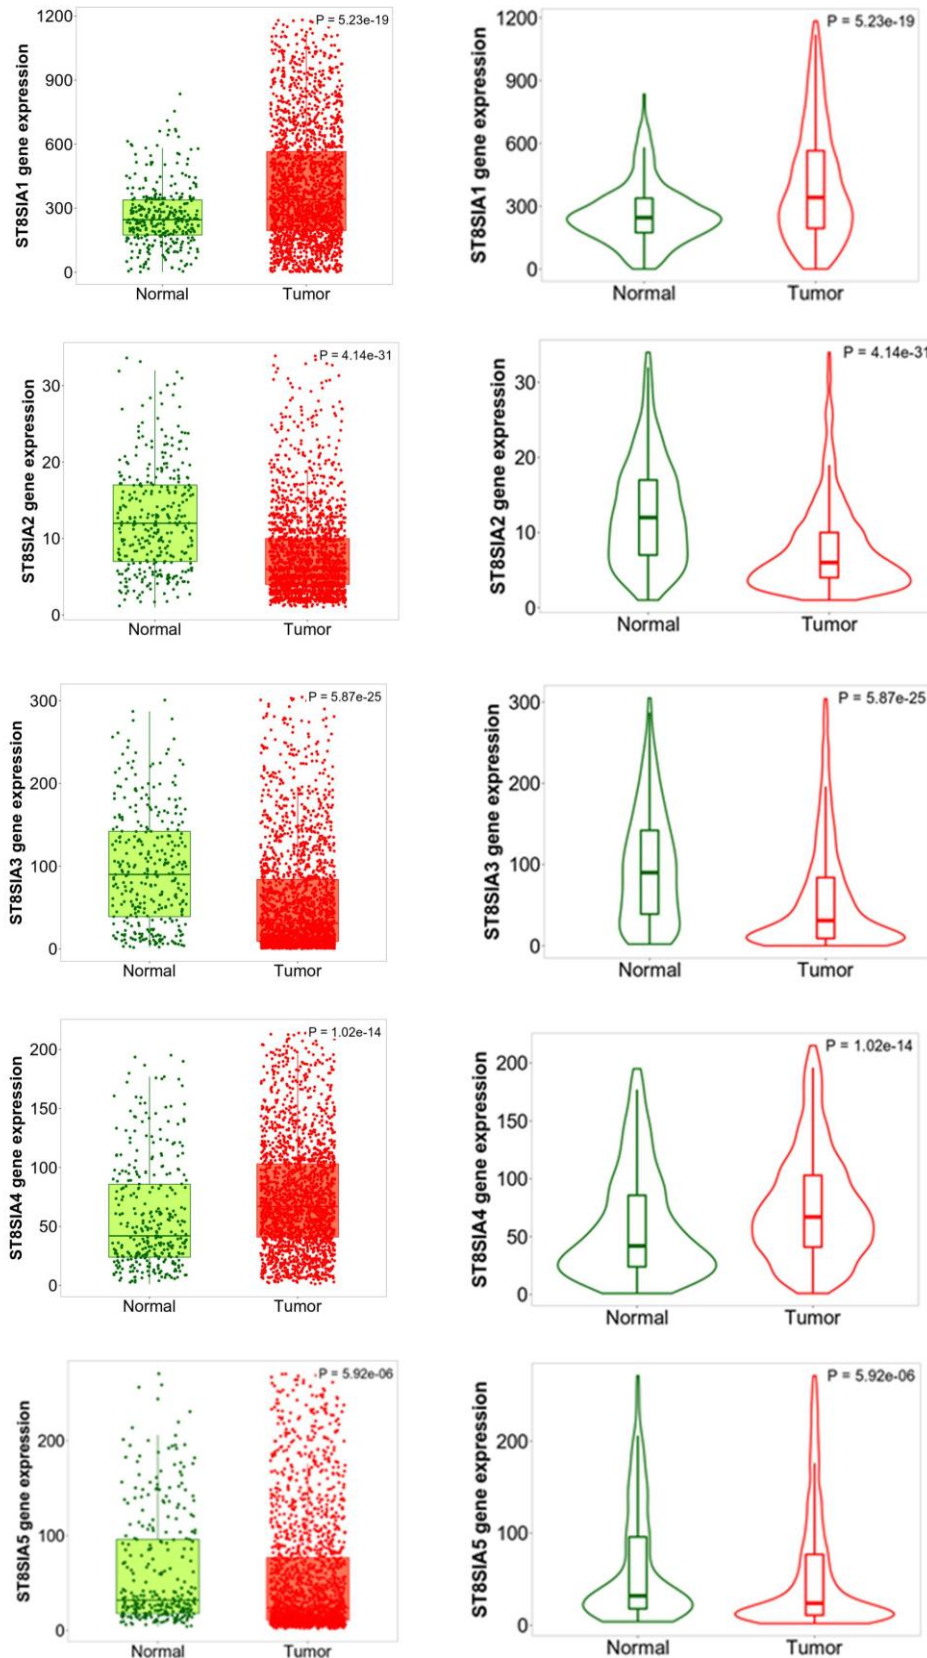 ST8SIA1 gene expression
1200
900
600
300
0
P = 5.23e-19
Normal
Tumor
ST8SIA1 gene expression
1200
900
600
300
0
P = 5.23e-19
Normal
Tumor
ST8SIA2 gene expression
30
20
10
0
P = 4.14e-31
Normal
Tumor
ST8SIA2 gene expression
30
20
10
0
P = 4.14e-31
Normal
Tumor
ST8SIA3 gene expression
300
200
100
0
P = 5.87e-25
Normal
Tumor
ST8SIA3 gene expression
300
200
100
0
P = 5.87e-25
Normal
Tumor
ST8SIA4 gene expression
200
150
100
50
0
P = 1.02e-14
Normal
Tumor
ST8SIA4 gene expression
200
150
100
50
0
P = 1.02e-14
Normal
Tumor
ST8SIA5 gene expression
200
100
0
P = 5.92e-06
Normal
Tumor
ST8SIA5 gene expression
200
100
0
P = 5.92e-06
Normal
Tumor